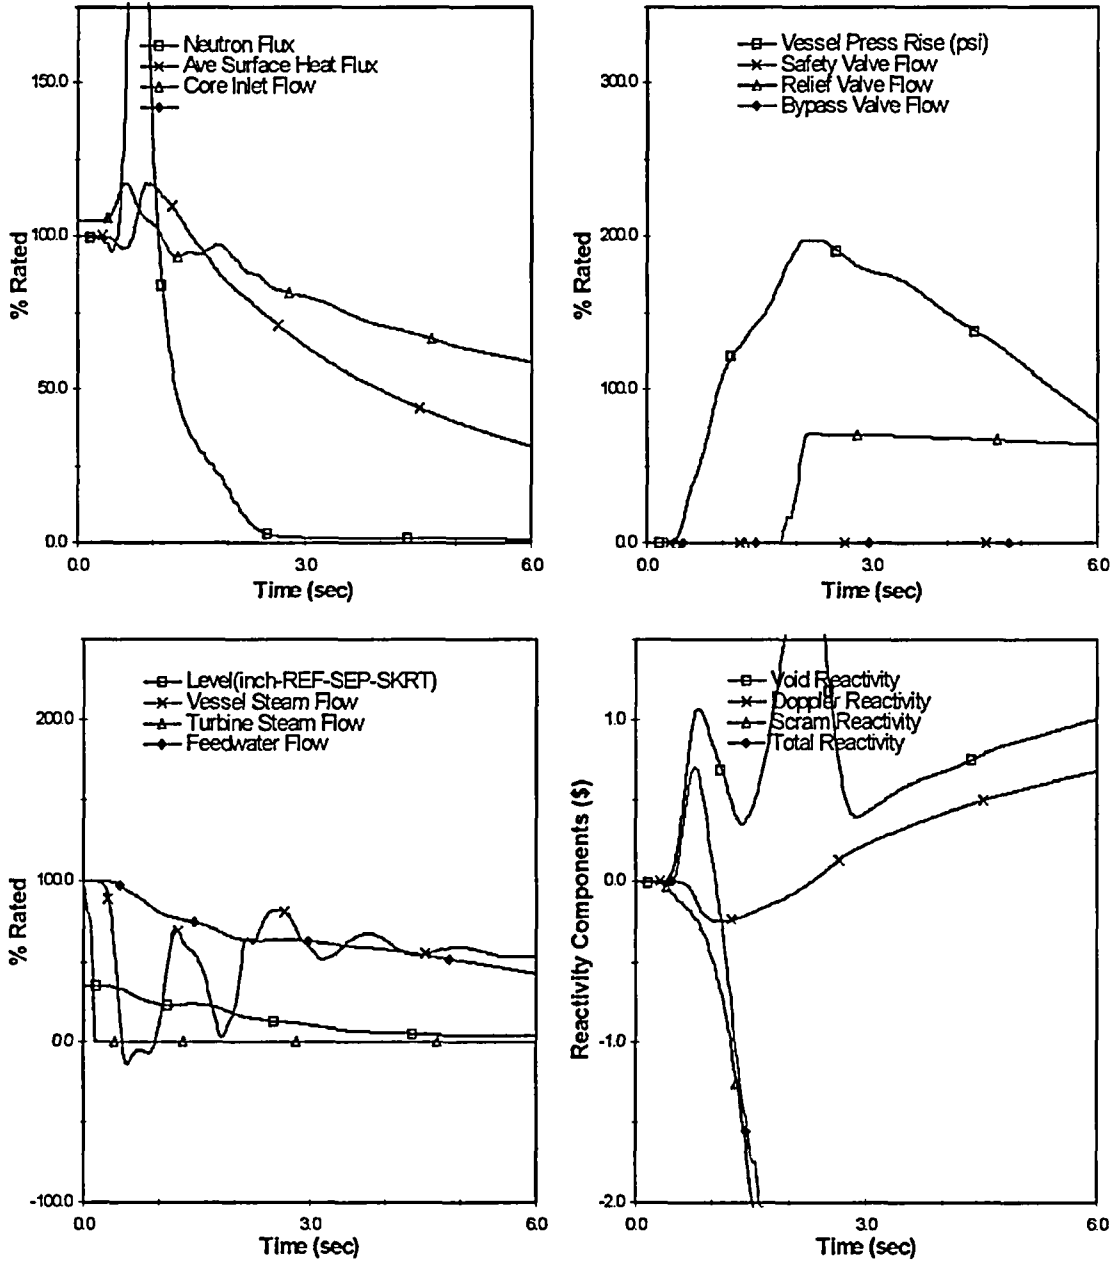 Neutron Flux
Ave Surface Heat Flux
Core Inlet Flow
150.0
100.0
50.0
0.0
% Rated
0.0
3.0
6.0
Time (sec)
Vessel Press Rise (psi)
Safety Valve Flow
Relief Valve Flow
Bypass Valve Flow
300.0
200.0
100.0
0.0
% Rated
0.0
3.0
6.0
Time (sec)
Level(inch-REF-SEP-SKRT)
Vessel Steam Flow
Turbine Steam Flow
Feedwater Flow
200.0
100.0
0.0
-100.0
% Rated
0.0
3.0
6.0
Time (sec)
Void Reactivity
Doppler Reactivity
Scram Reactivity
Total Reactivity
1.0
0.0
-1.0
-2.0
Reactivity Components ($)
0.0
3.0
6.0
Time (sec)